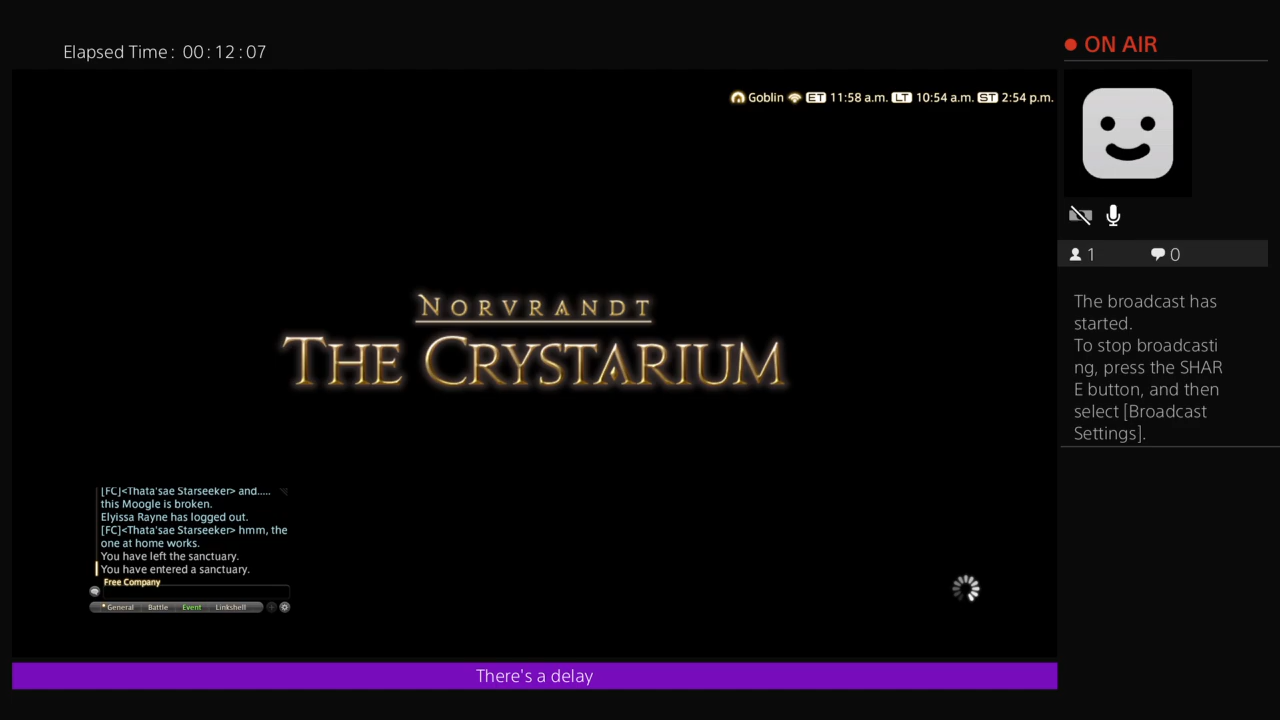 Elapsed Time: 00:12:07
ON AIR
Goblin ET 11:58 a.m. LT 10:54 a.m. ST 2:54 p.m.
1 0
The broadcast has
started.
To stop broadcasti
ng, press the SHAR
E button, and then
select [Broadcast
Settings].
NORVRANDT
THE CRYSTARIUM
[FC]<Thata'sae Starseeker> and.....
this Moogle is broken.
Elyissa Rayne has logged out.
[FC]<Thata'sae Starseeker> hmm, the
one at home works.
You have left the sanctuary.
You have entered a sanctuary.
Free Company
General Battle Event Linkshell
There's a delay